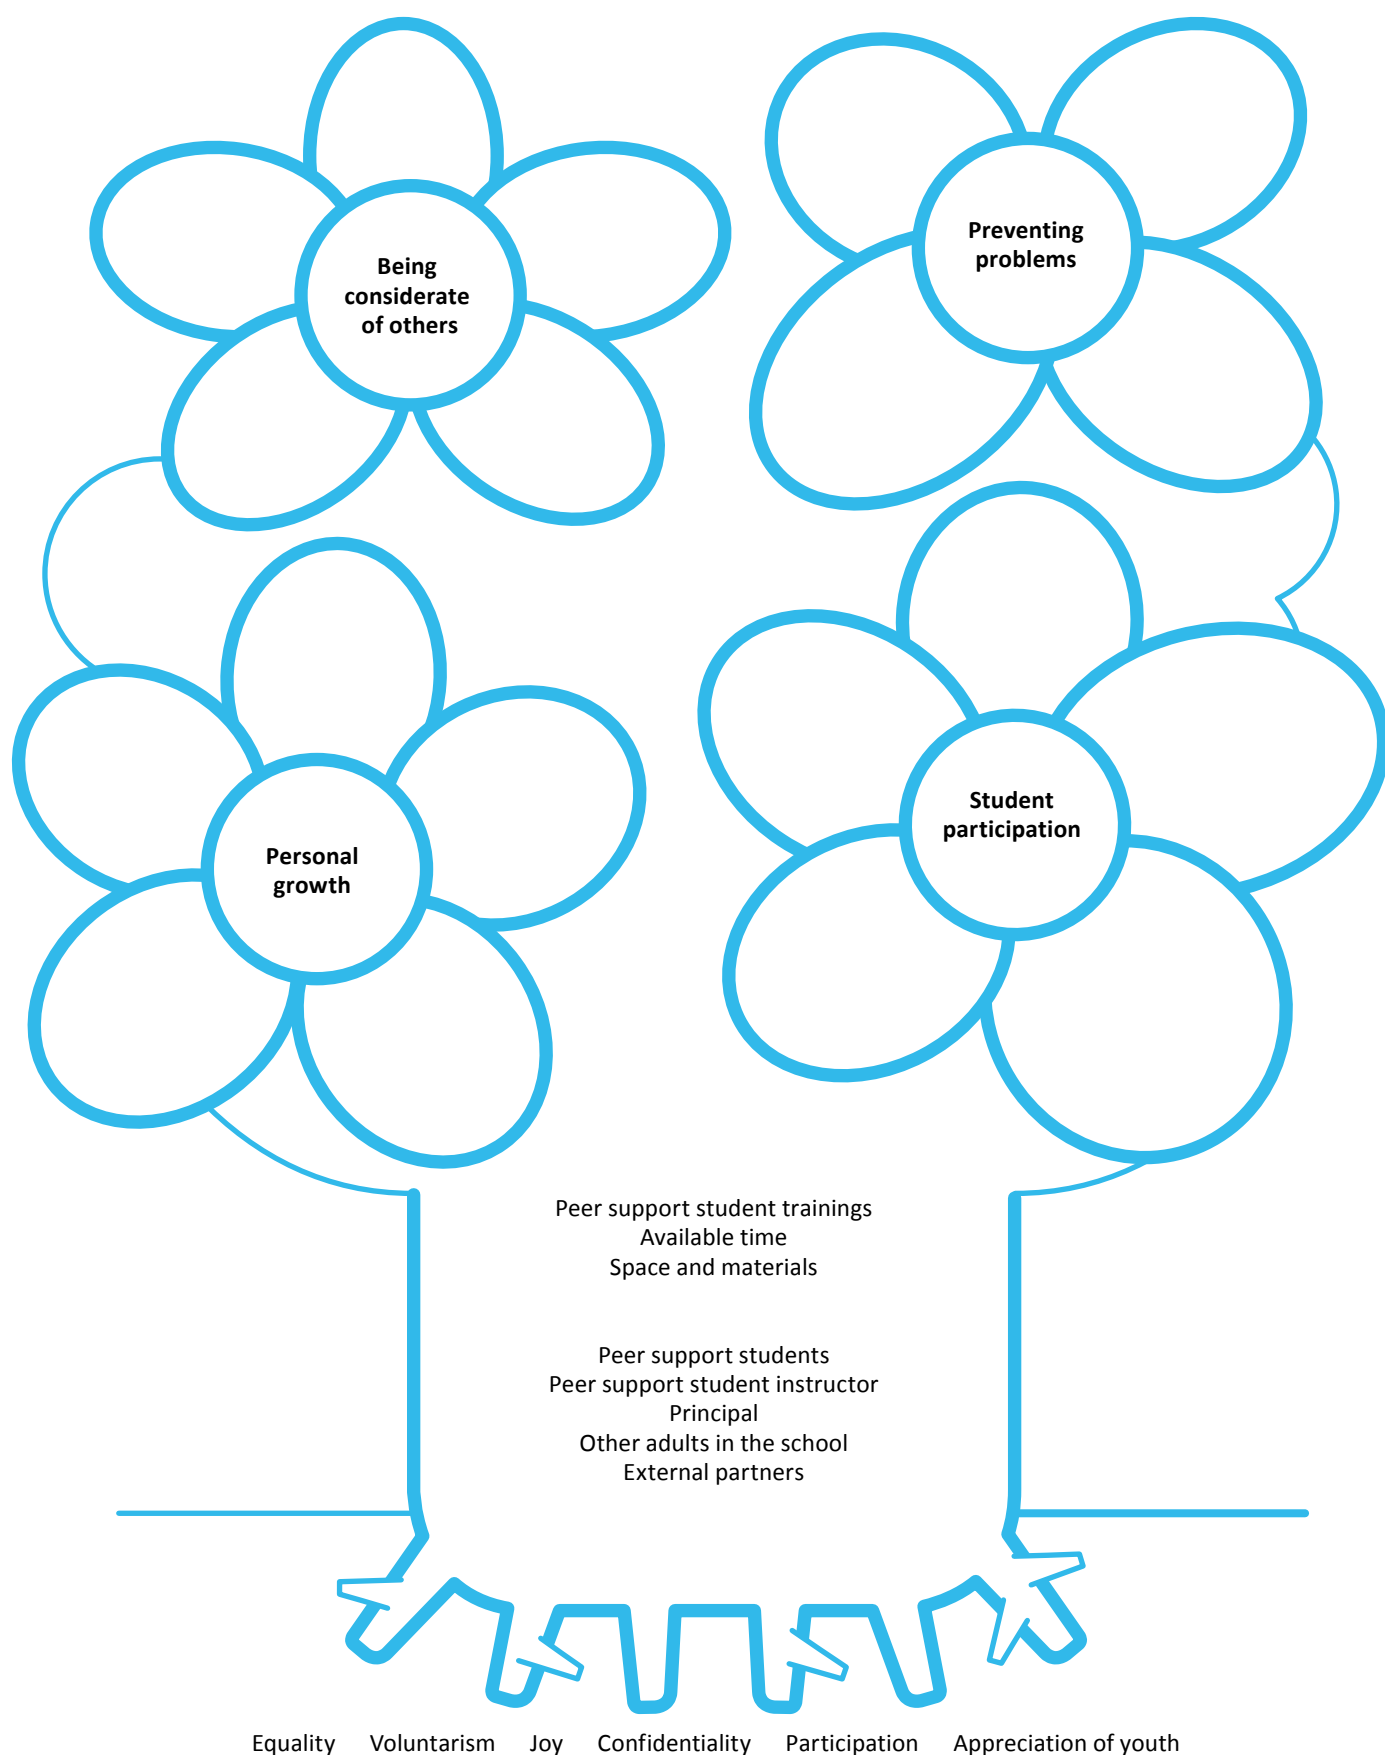 Being
considerate
of others
Preventing
problems
Personal
growth
Student
participation
Peer support student trainings
Available time
Space and materials
Peer support students
Peer support student instructor
Principal
Other adults in the school
External partners
Equality Voluntarism Joy Confidentiality Participation Appreciation of youth